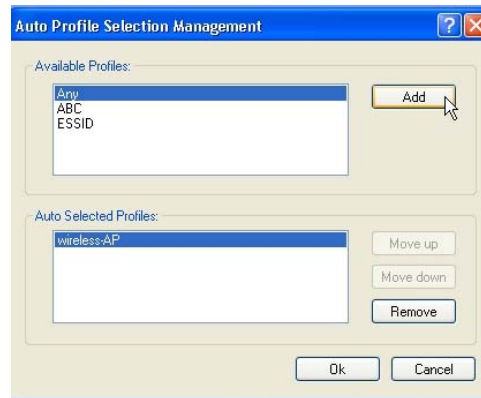 Auto Profile Selection Management
Available Profiles:
Any
ABC
ESSID
Add
Auto Selected Profiles:
wireless-AP
Move up
Move down
Remove
Ok
Cancel